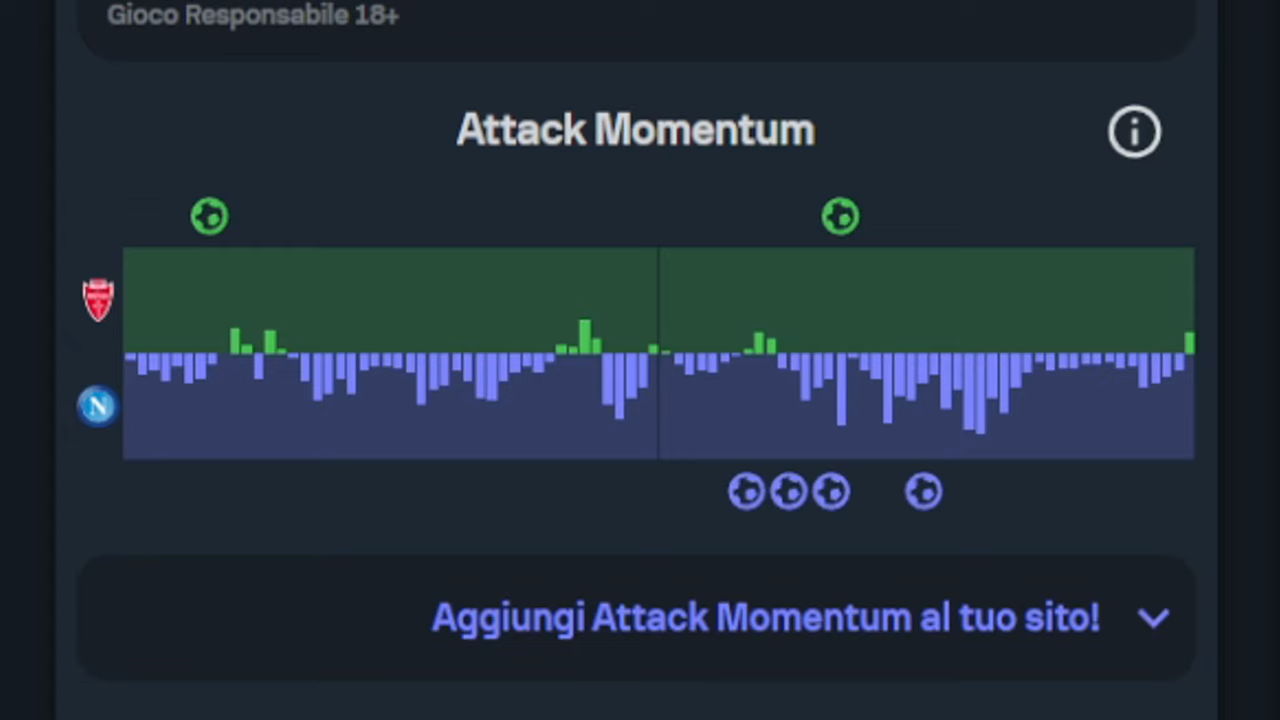 Gioco Responsabile 18+
Attack Momentum
N
Aggiungi Attack Momentum al tuo sito!